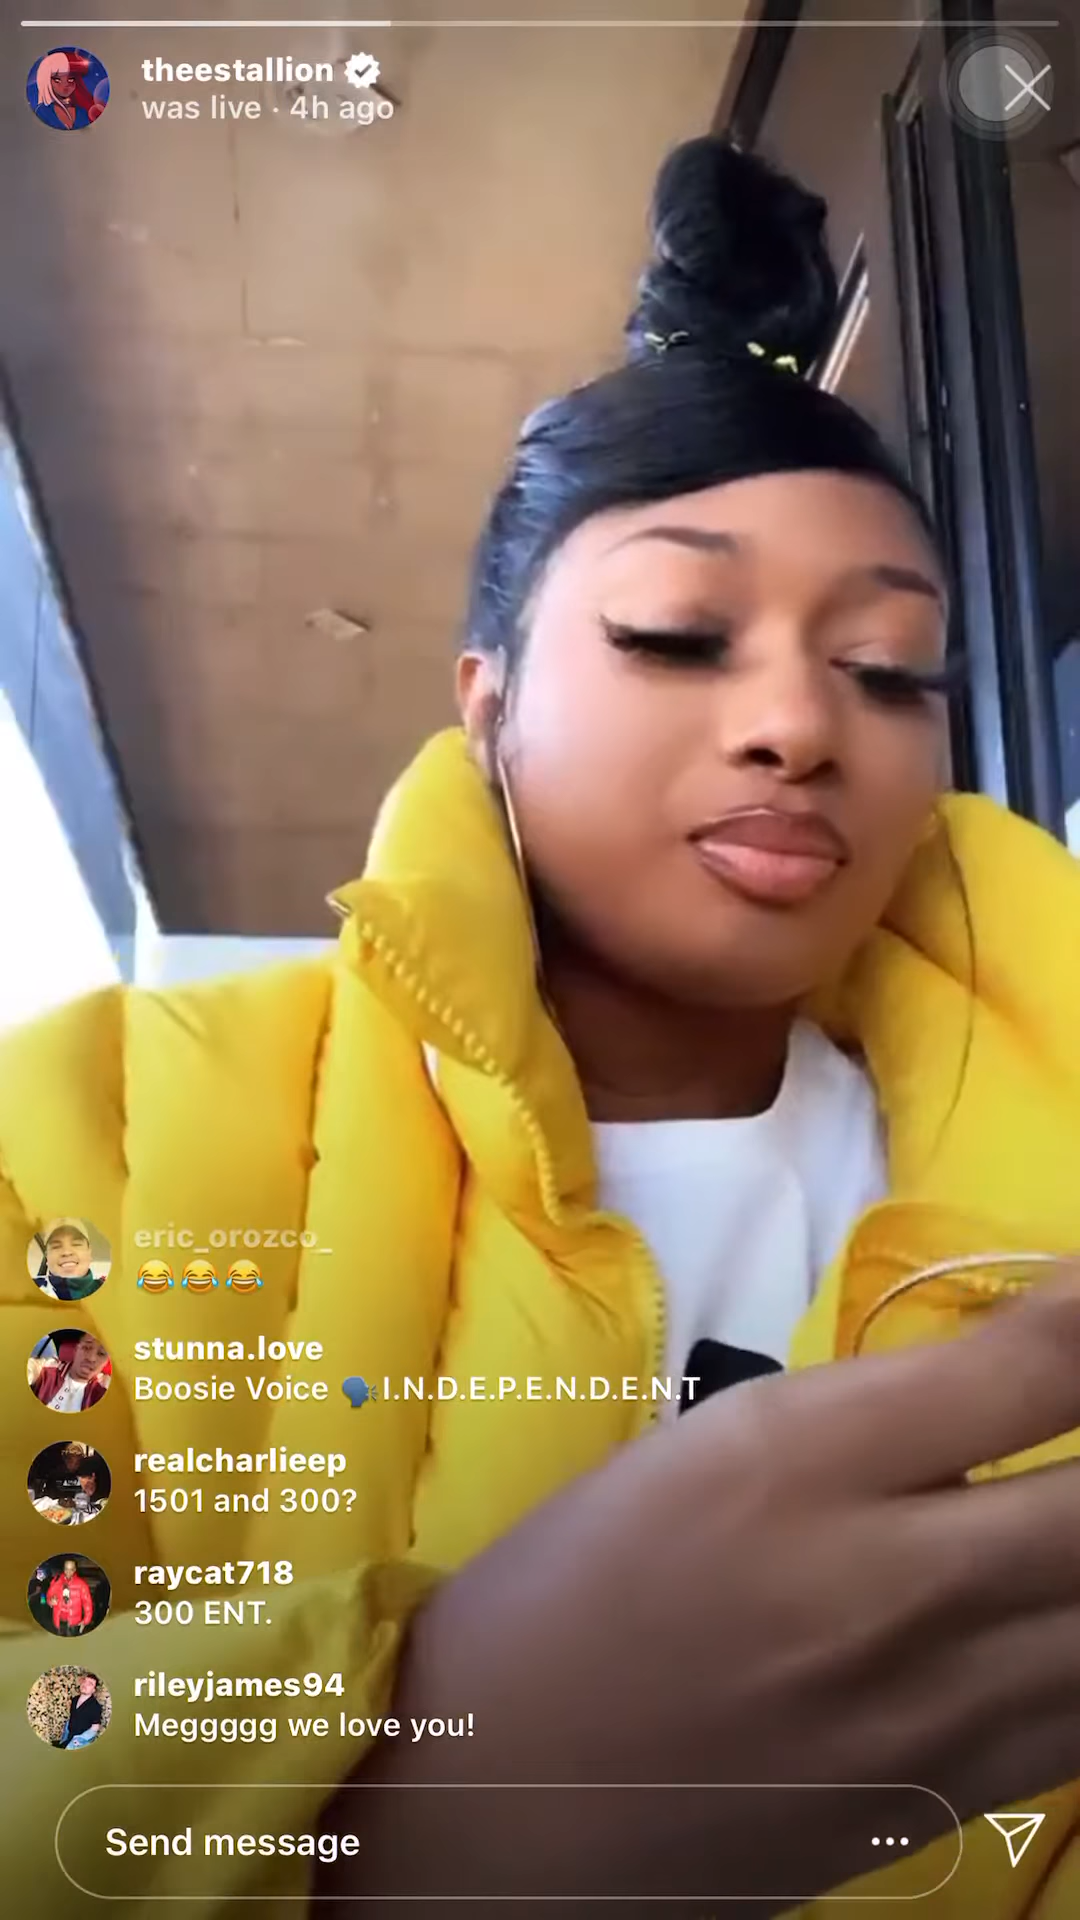 theestallion
was live · 4h ago
eric_orozco_
😂😂😂
stunna.love
Boosie Voice 🗣️I.N.D.E.P.E.N.D.E.N.T
realcharlieep
1501 and 300?
raycat718
300 ENT.
rileyjames94
Meggggg we love you!
Send message